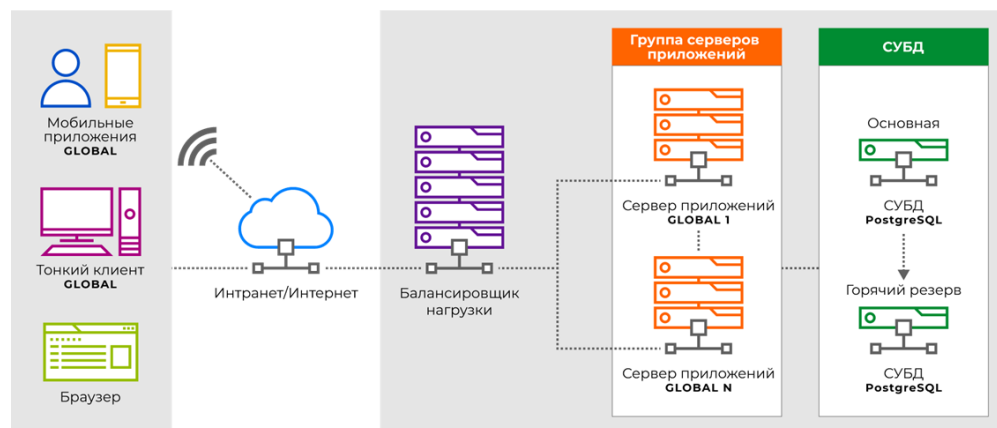 Мобильные
приложения
GLOBAL
Тонкий клиент
GLOBAL
Браузер
Интранет/Интернет
Балансировщик
нагрузки
Группа серверов
приложений
Сервер приложений
GLOBAL 1
Сервер приложений
GLOBAL N
СУБД
Основная
СУБД
PostgreSQL
Горячий резерв
СУБД
PostgreSQL